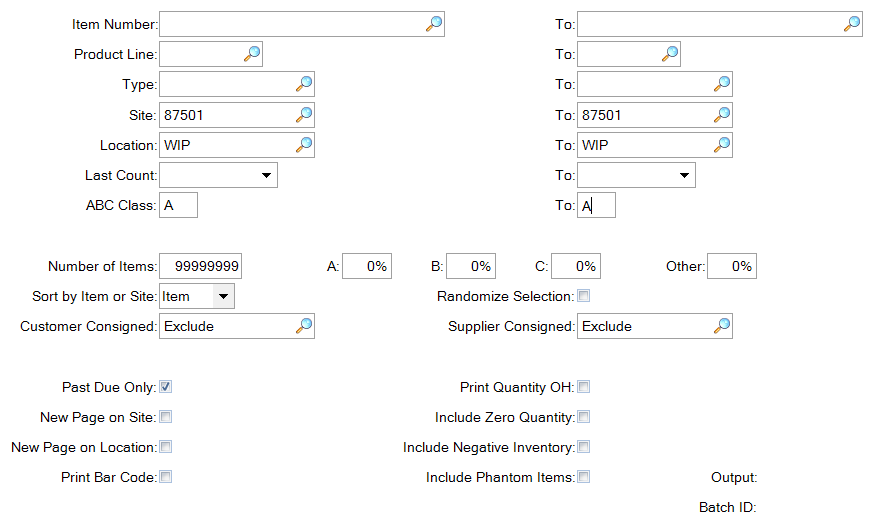 Item Number: To:
Product Line: To:
Type: To:
Site: 87501 To: 87501
Location: WIP To: WIP
Last Count: To:
ABC Class: A To: A
Number of Items: 99999999 A: 0% B: 0% C: 0% Other: 0%
Sort by Item or Site: Item Randomize Selection:
Customer Consigned: Exclude Supplier Consigned: Exclude
Past Due Only: Print Quantity OH:
New Page on Site: Include Zero Quantity:
New Page on Location: Include Negative Inventory:
Print Bar Code: Include Phantom Items: Output:
Batch ID: